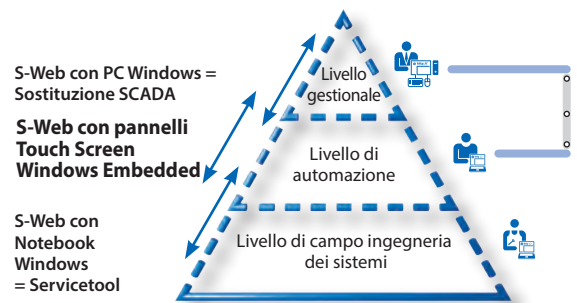 S-Web con PC Windows =
Sostituzione SCADA
S-Web con pannelli
Touch Screen
Windows Embedded
S-Web con
Notebook
Windows
= Servicetool
Livello
gestionale
Livello di
automazione
Livello di campo ingegneria
dei sistemi